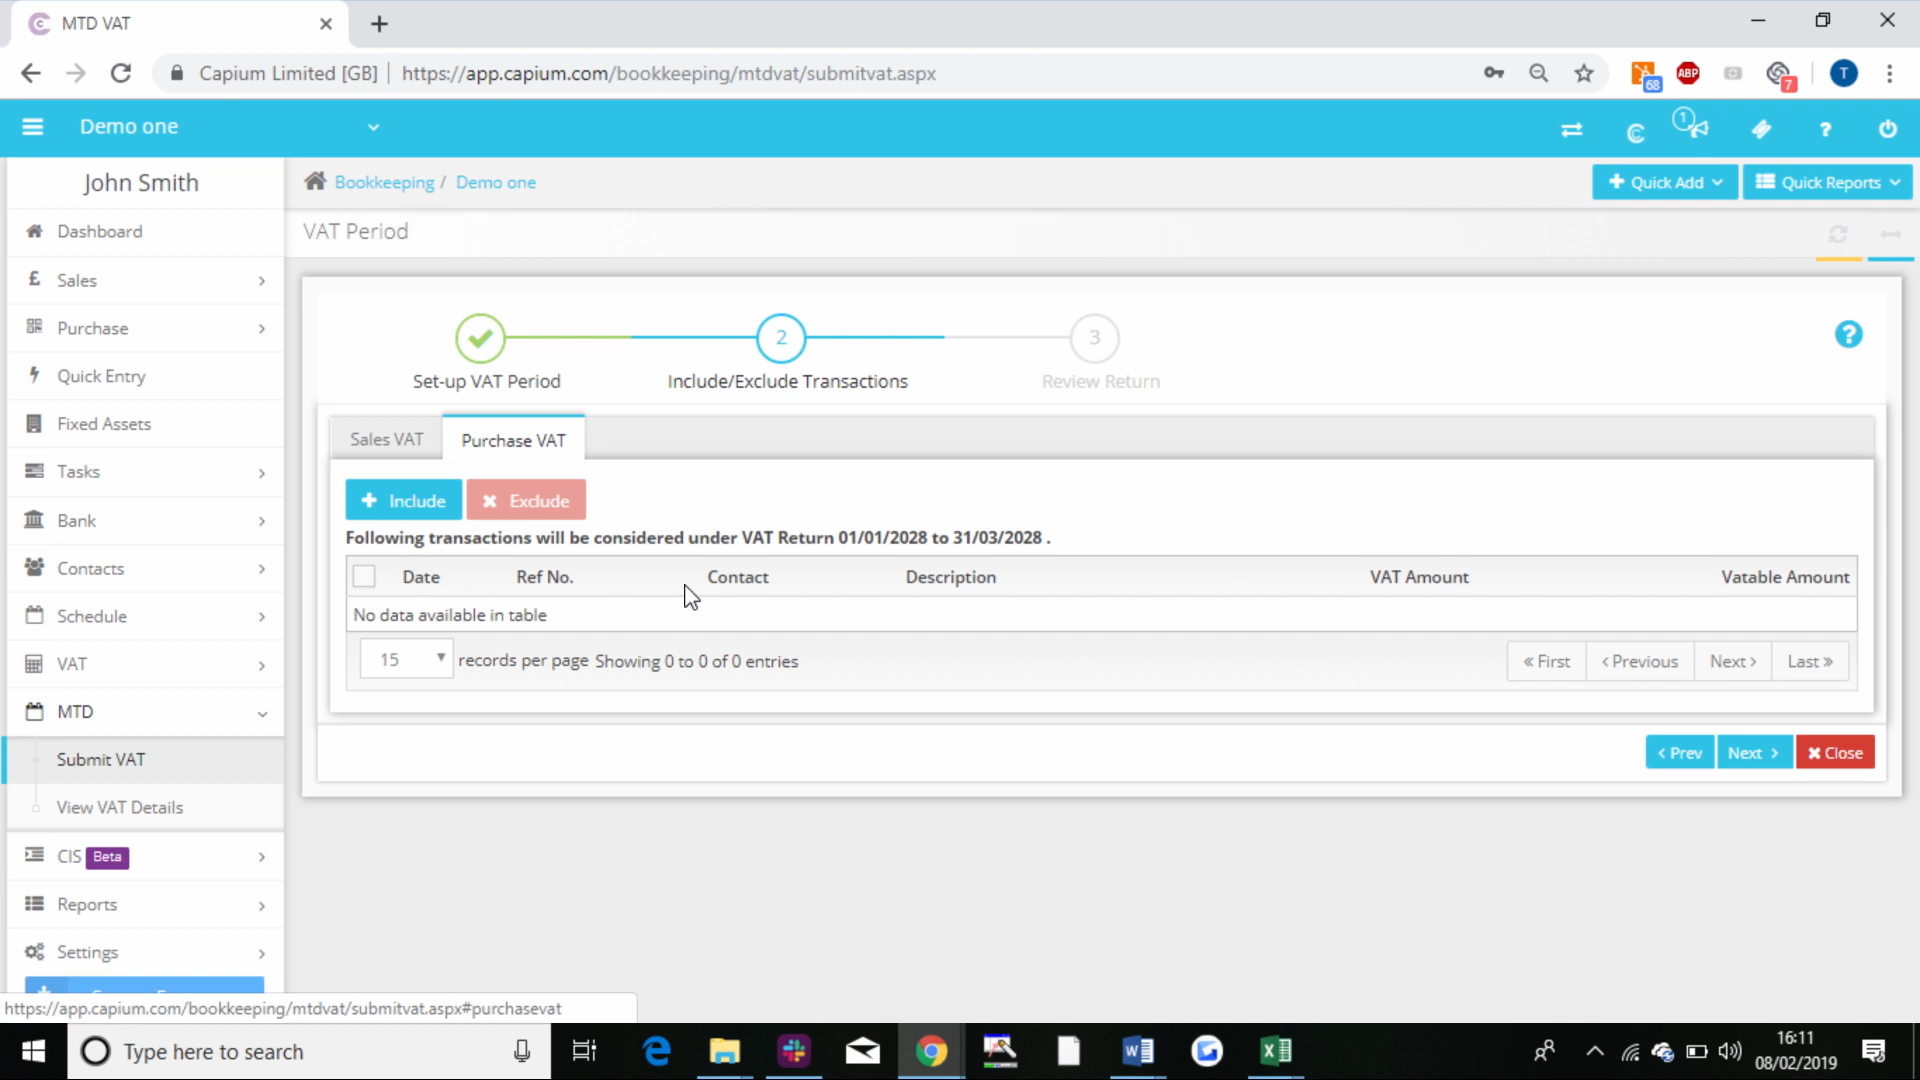 MTD VAT
Capium Limited [GB] | https://app.capium.com/bookkeeping/mtdvat/submitvat.aspx
68
ABP
7
T
Demo one
1
?
John Smith
Bookkeeping / Demo one
Quick Add
Quick Reports
Dashboard
VAT Period
£ Sales
Purchase
Quick Entry
Fixed Assets
Tasks
Bank
Contacts
Schedule
VAT
MTD
Submit VAT
View VAT Details
CIS Beta
Reports
Settings
2
3
?
Set-up VAT Period
Include/Exclude Transactions
Review Return
Sales VAT
Purchase VAT
Include
Exclude
Following transactions will be considered under VAT Return 01/01/2028 to 31/03/2028 .
Date Ref No. Contact Description VAT Amount Vatable Amount
No data available in table
15 records per page Showing 0 to 0 of 0 entries
« First ‹ Previous Next › Last »
‹ Prev Next › Close
https://app.capium.com/bookkeeping/mtdvat/submitvat.aspx#purchasevat
Type here to search
16:11
08/02/2019